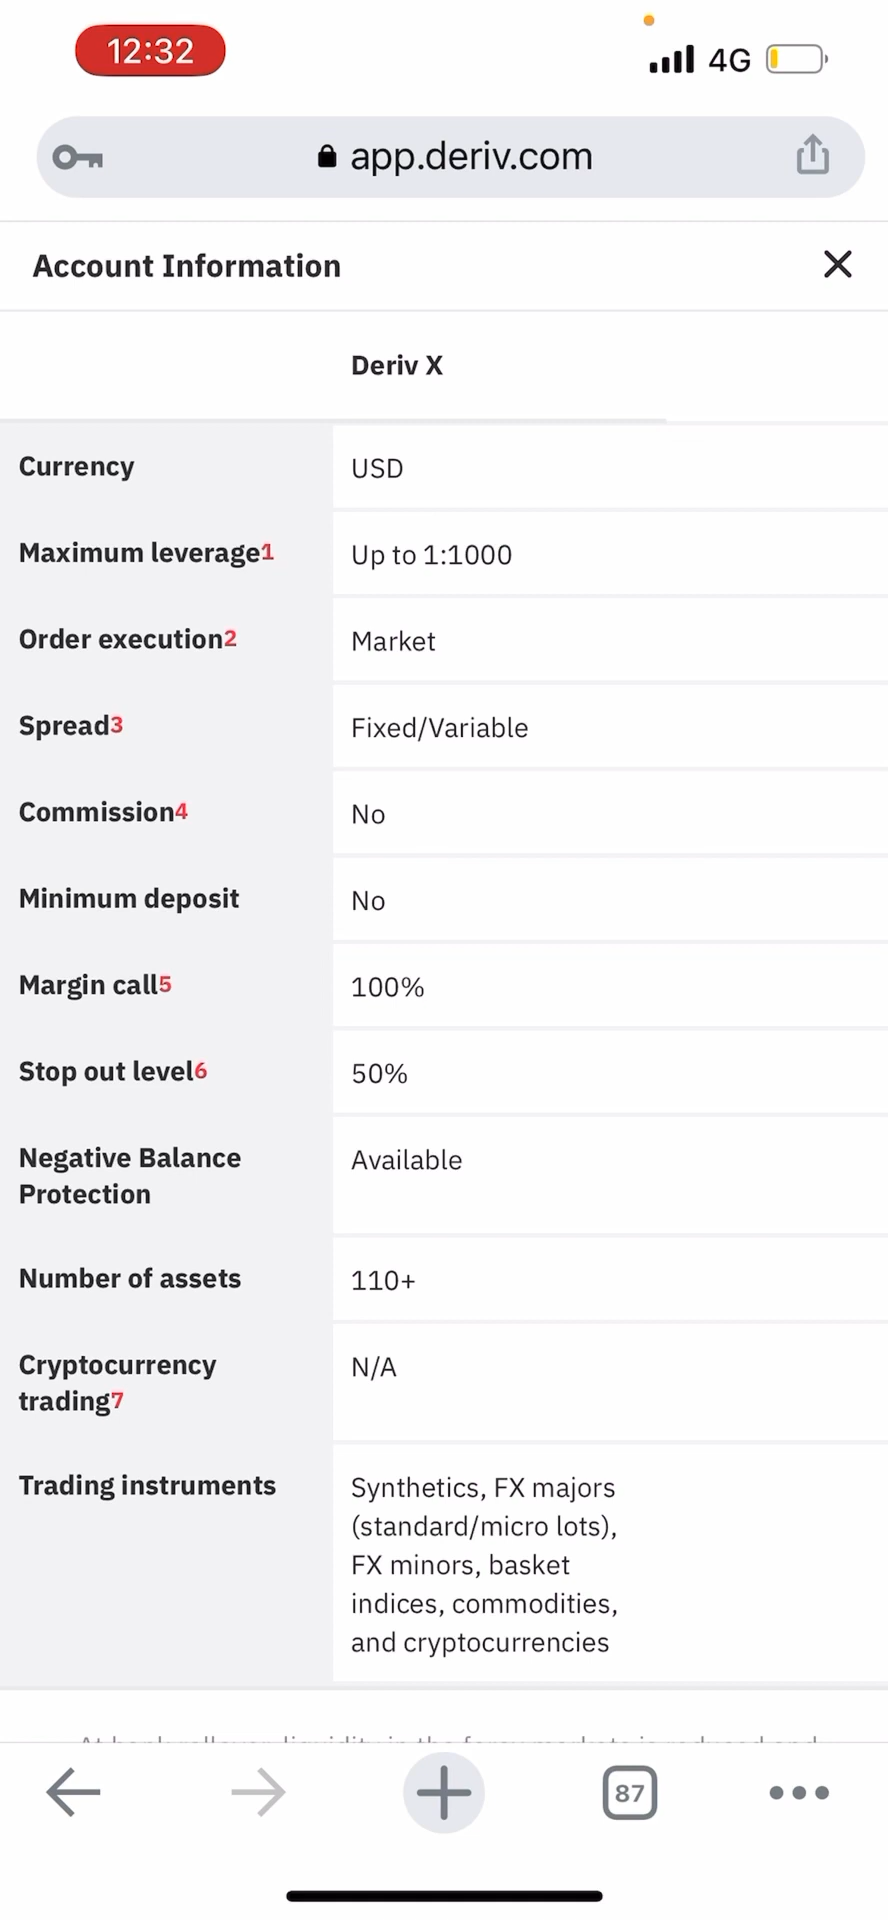 12:32
4G
app.deriv.com
Account Information
Deriv X
Currency
USD
Maximum leverage1
Up to 1:1000
Order execution2
Market
Spread3
Fixed/Variable
Commission4
No
Minimum deposit
No
Margin call5
100%
Stop out level6
50%
Negative Balance
Protection
Available
Number of assets
110+
Cryptocurrency
trading7
N/A
Trading instruments
Synthetics, FX majors
(standard/micro lots),
FX minors, basket
indices, commodities,
and cryptocurrencies
87